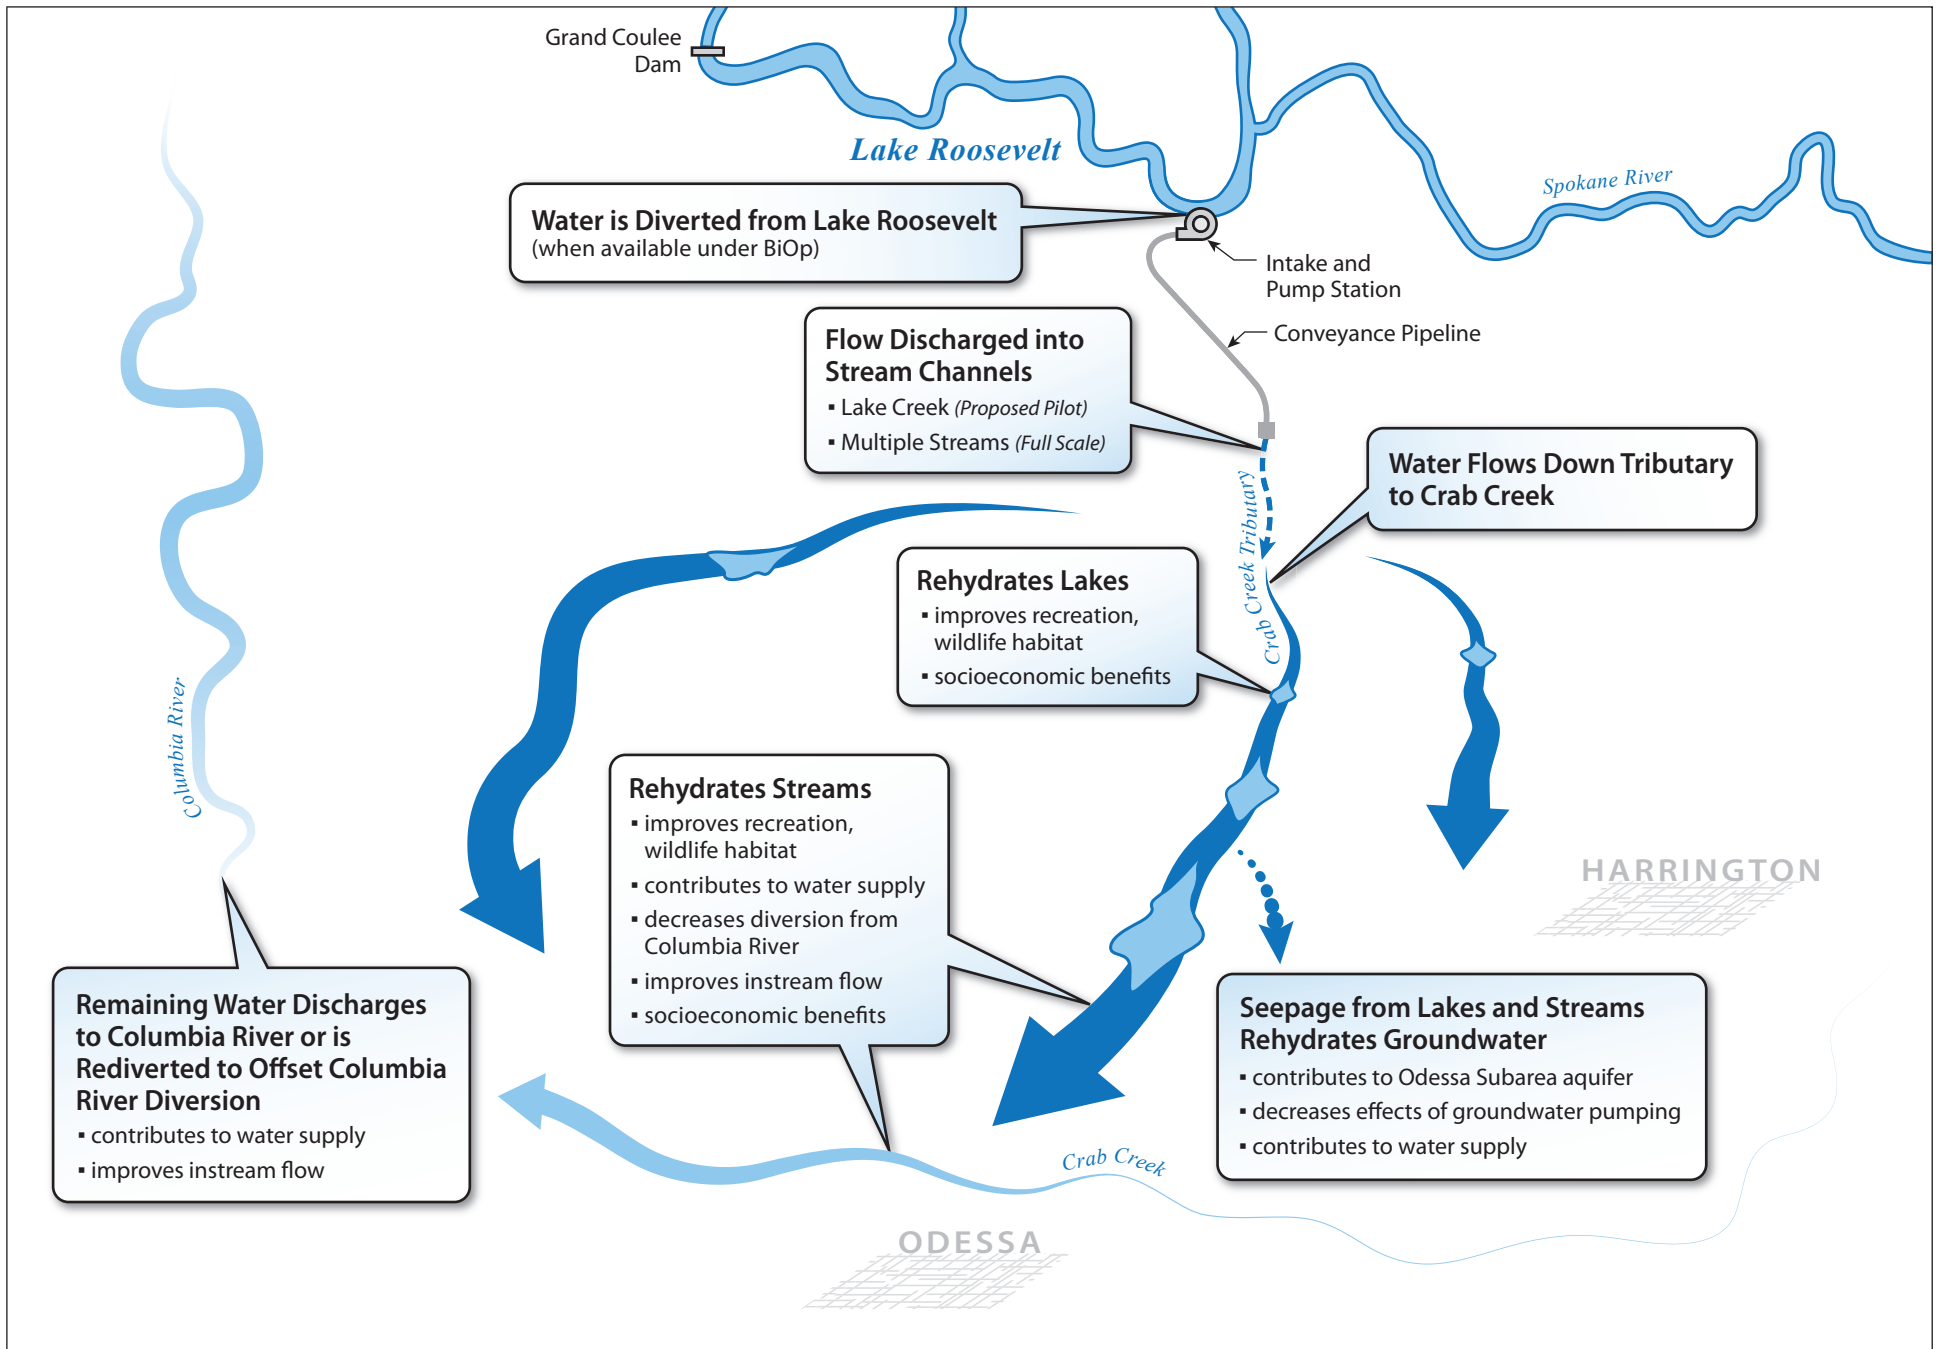 Grand Coulee
Dam
Lake Roosevelt
Spokane River
Water is Diverted from Lake Roosevelt
(when available under BiOp)
Intake and
Pump Station
Conveyance Pipeline
Flow Discharged into
Stream Channels
▪ Lake Creek (Proposed Pilot)
▪ Multiple Streams (Full Scale)
Water Flows Down Tributary
to Crab Creek
Crab Creek Tributary
Rehydrates Lakes
▪ improves recreation,
wildlife habitat
▪ socioeconomic benefits
Columbia River
Rehydrates Streams
▪ improves recreation,
wildlife habitat
▪ contributes to water supply
▪ decreases diversion from
Columbia River
▪ improves instream flow
▪ socioeconomic benefits
HARRINGTON
Remaining Water Discharges
to Columbia River or is
Rediverted to Offset Columbia
River Diversion
▪ contributes to water supply
▪ improves instream flow
Seepage from Lakes and Streams
Rehydrates Groundwater
▪ contributes to Odessa Subarea aquifer
▪ decreases effects of groundwater pumping
▪ contributes to water supply
Crab Creek
ODESSA